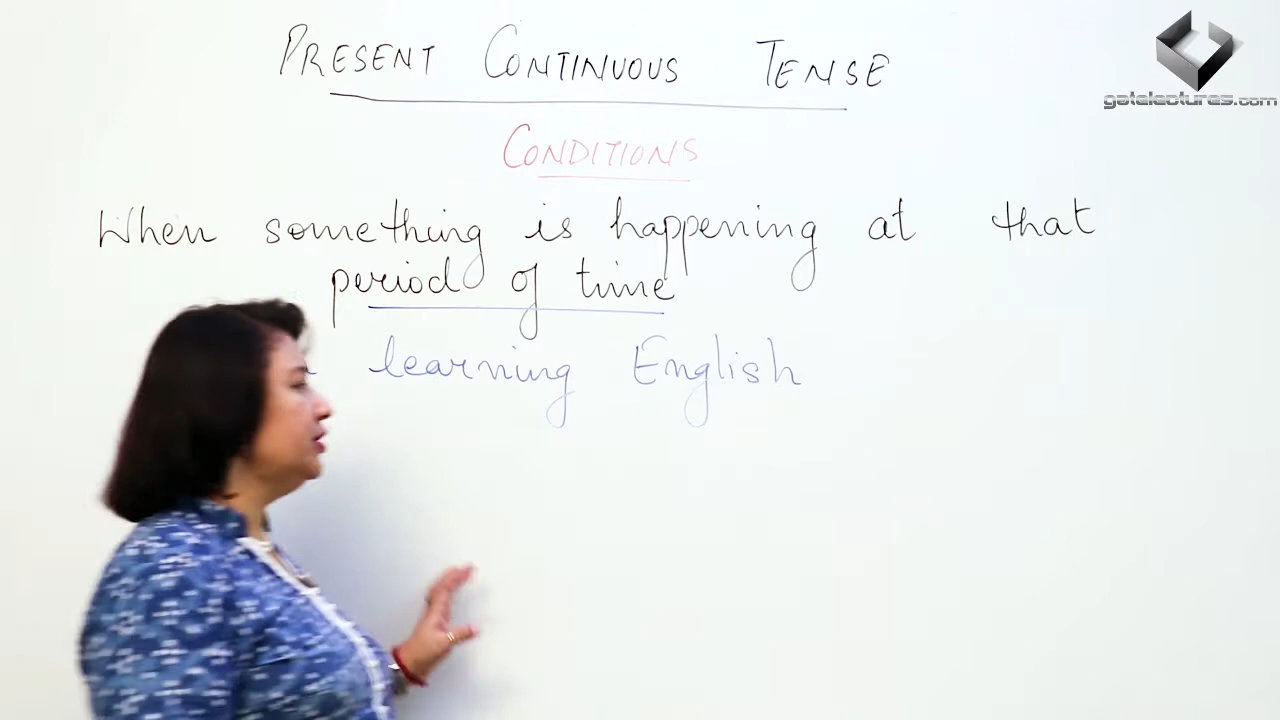 PRESENT CONTINUOUS TENSE
gatelectures.com
CONDITIONS
When something is happening at that
period of time
learning English